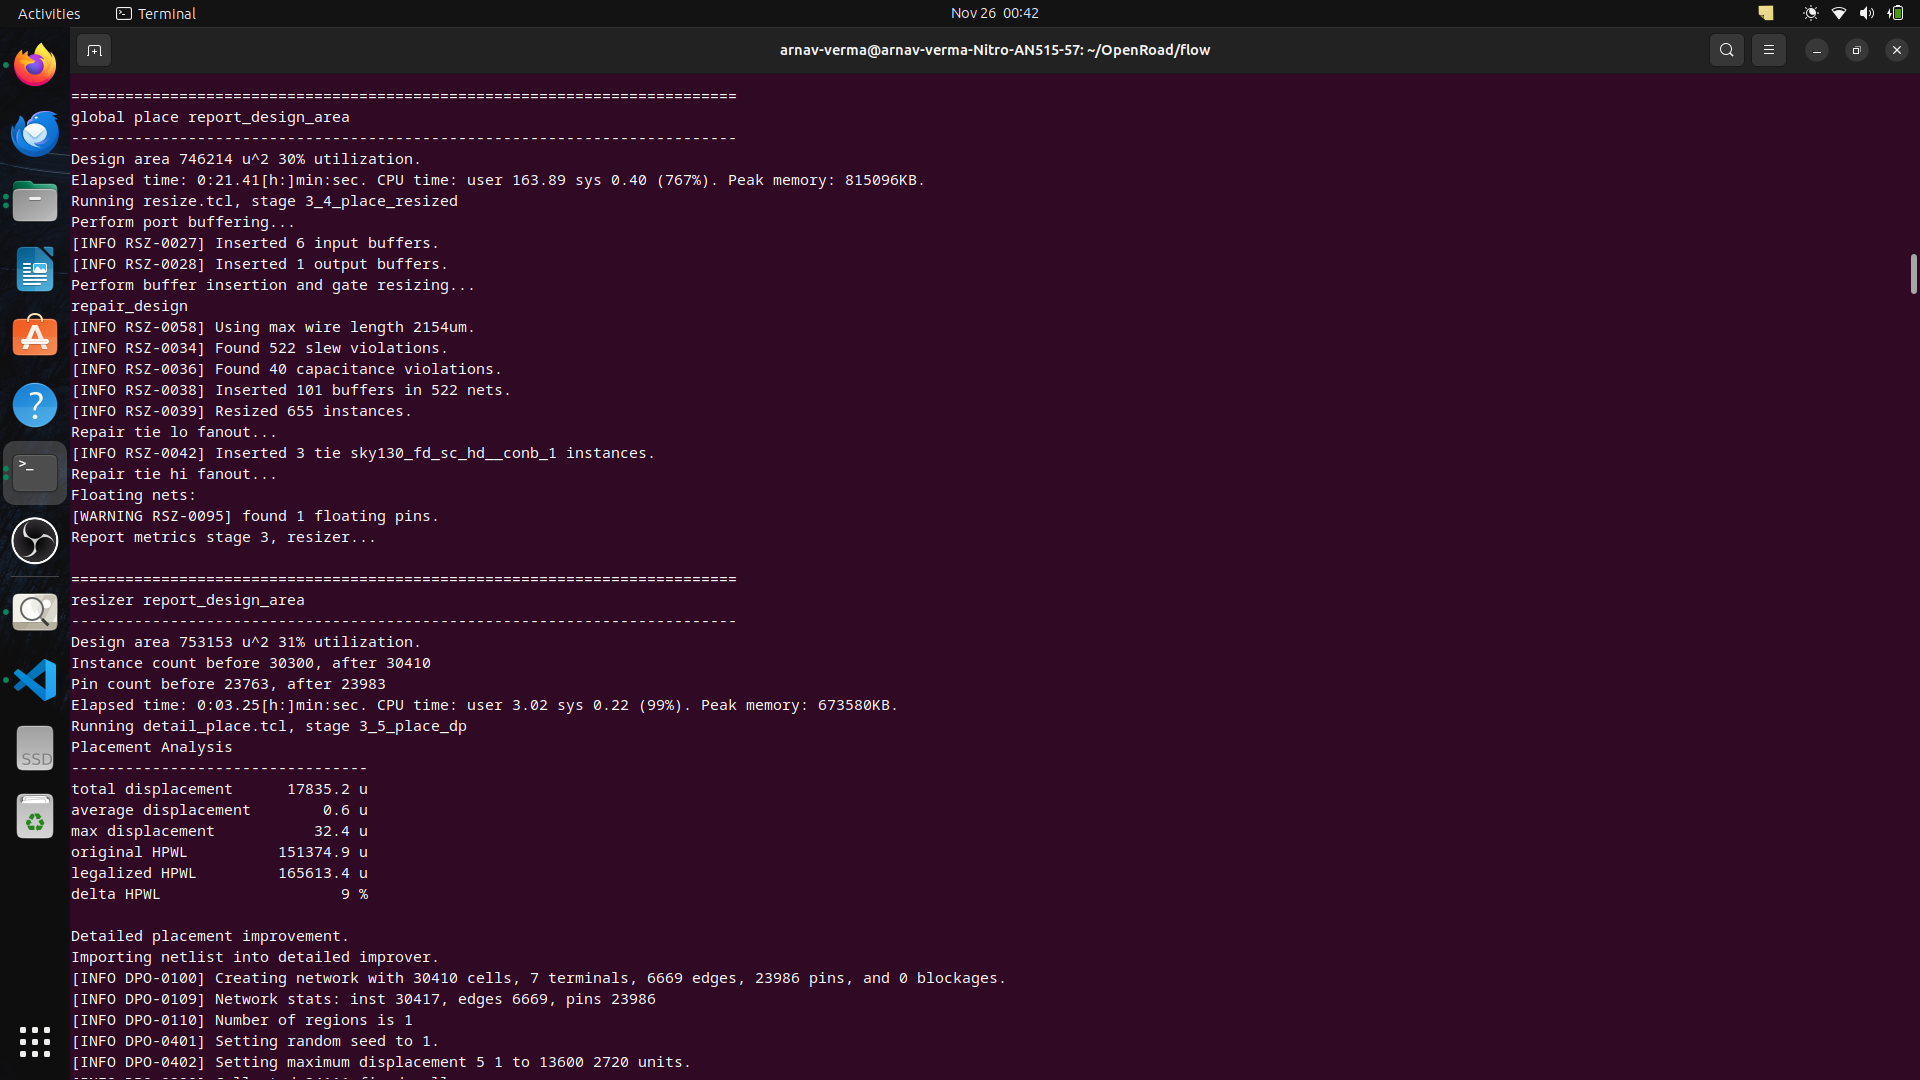 Activities
Terminal
Nov 26 00:42
arnav-verma@arnav-verma-Nitro-AN515-57: ~/OpenRoad/flow
==========================================================================
global place report_design_area
--------------------------------------------------------------------------
Design area 746214 u^2 30% utilization.
Elapsed time: 0:21.41[h:]min:sec. CPU time: user 163.89 sys 0.40 (767%). Peak memory: 815096KB.
Running resize.tcl, stage 3_4_place_resized
Perform port buffering...
[INFO RSZ-0027] Inserted 6 input buffers.
[INFO RSZ-0028] Inserted 1 output buffers.
Perform buffer insertion and gate resizing...
repair_design
[INFO RSZ-0058] Using max wire length 2154um.
[INFO RSZ-0034] Found 522 slew violations.
[INFO RSZ-0036] Found 40 capacitance violations.
[INFO RSZ-0038] Inserted 101 buffers in 522 nets.
[INFO RSZ-0039] Resized 655 instances.
Repair tie lo fanout...
[INFO RSZ-0042] Inserted 3 tie sky130_fd_sc_hd__conb_1 instances.
Repair tie hi fanout...
Floating nets:
[WARNING RSZ-0095] found 1 floating pins.
Report metrics stage 3, resizer...
==========================================================================
resizer report_design_area
--------------------------------------------------------------------------
Design area 753153 u^2 31% utilization.
Instance count before 30300, after 30410
Pin count before 23763, after 23983
Elapsed time: 0:03.25[h:]min:sec. CPU time: user 3.02 sys 0.22 (99%). Peak memory: 673580KB.
Running detail_place.tcl, stage 3_5_place_dp
Placement Analysis
---------------------------------
total displacement      17835.2 u
average displacement        0.6 u
max displacement           32.4 u
original HPWL          151374.9 u
legalized HPWL         165613.4 u
delta HPWL                    9 %
Detailed placement improvement.
Importing netlist into detailed improver.
[INFO DPO-0100] Creating network with 30410 cells, 7 terminals, 6669 edges, 23986 pins, and 0 blockages.
[INFO DPO-0109] Network stats: inst 30417, edges 6669, pins 23986
[INFO DPO-0110] Number of regions is 1
[INFO DPO-0401] Setting random seed to 1.
[INFO DPO-0402] Setting maximum displacement 5 1 to 13600 2720 units.
SSD